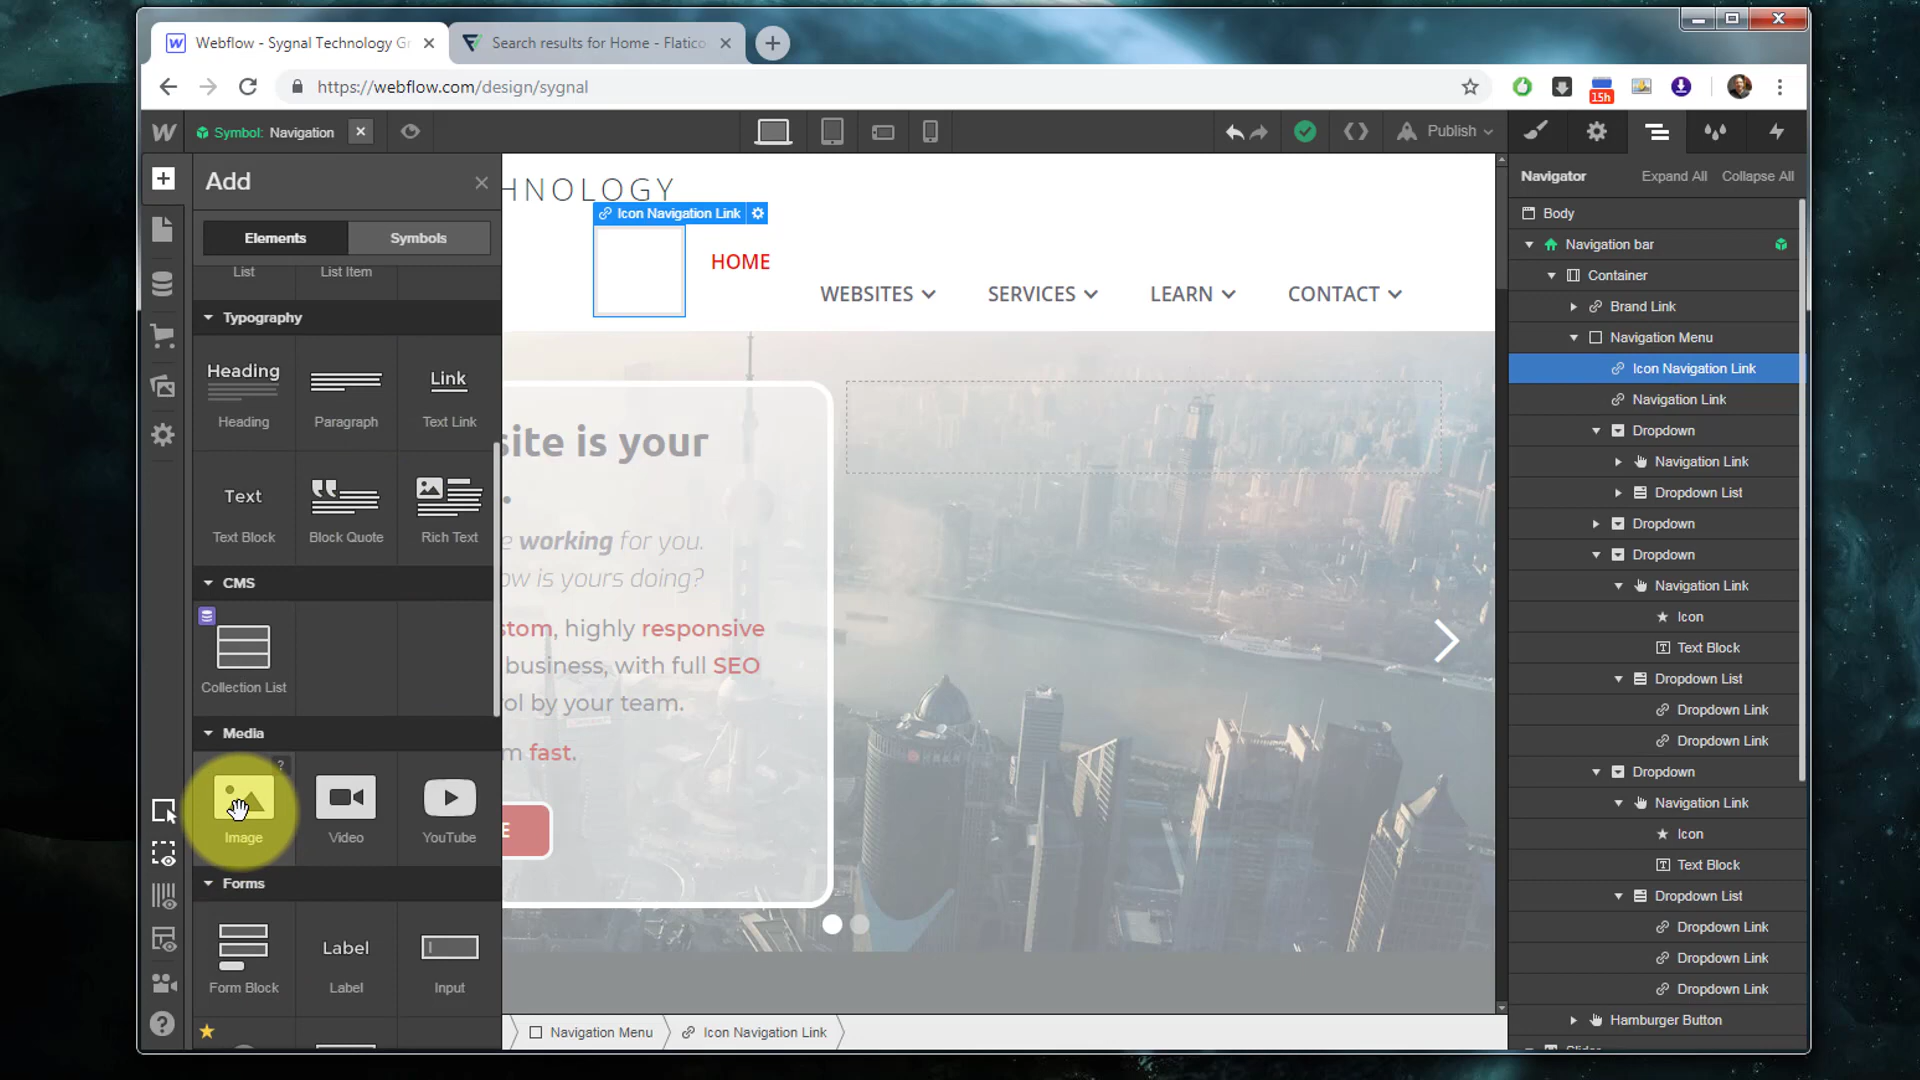 Webflow - Sygnal Technology Gr
Search results for Home - Flatico
https://webflow.com/design/sygnal
15h
Symbol: Navigation
Publish
Add
Elements
Symbols
List
List Item
Typography
Heading
Heading
Paragraph
Link
Text Link
Text
Text Block
Block Quote
Rich Text
CMS
Collection List
Media
?
Image
Video
YouTube
Forms
Form Block
Label
Label
Input
HNOLOGY
Icon Navigation Link
HOME
WEBSITES
SERVICES
LEARN
CONTACT
site is your
.
e working for you.
ow is yours doing?
stom, highly responsive
business, with full SEO
ol by your team.
m fast.
E
Navigation Menu
Icon Navigation Link
Navigator
Expand All
Collapse All
Body
Navigation bar
Container
Brand Link
Navigation Menu
Icon Navigation Link
Navigation Link
Dropdown
Navigation Link
Dropdown List
Dropdown
Dropdown
Navigation Link
Icon
Text Block
Dropdown List
Dropdown Link
Dropdown Link
Dropdown
Navigation Link
Icon
Text Block
Dropdown List
Dropdown Link
Dropdown Link
Dropdown Link
Hamburger Button